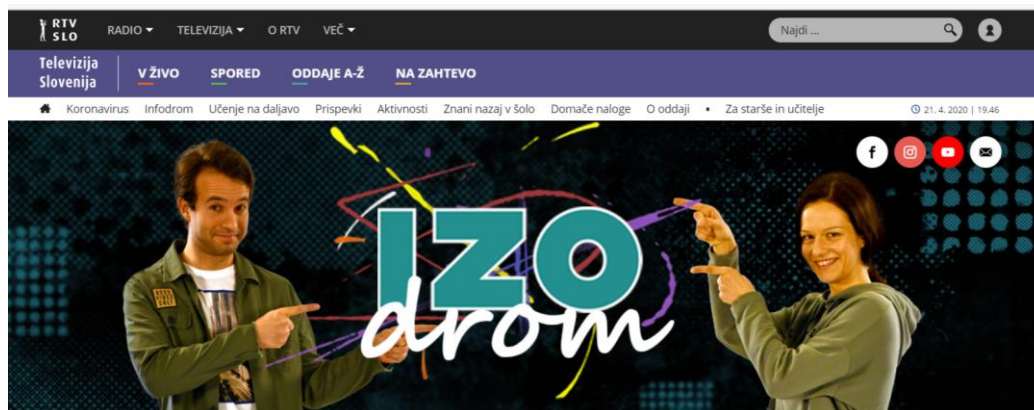 RTV
SLO
RADIO
TELEVIZIJA
O RTV
VEČ
Najdi ...
Televizija
Slovenija
V ŽIVO
SPORED
ODDAJE A-Ž
NA ZAHTEVO
Koronavirus
Infodrom
Učenje na daljavo
Prispevki
Aktivnosti
Znani nazaj v šolo
Domače naloge
O oddaji
• Za starše in učitelje
21. 4. 2020 | 19.46
IZO
drom